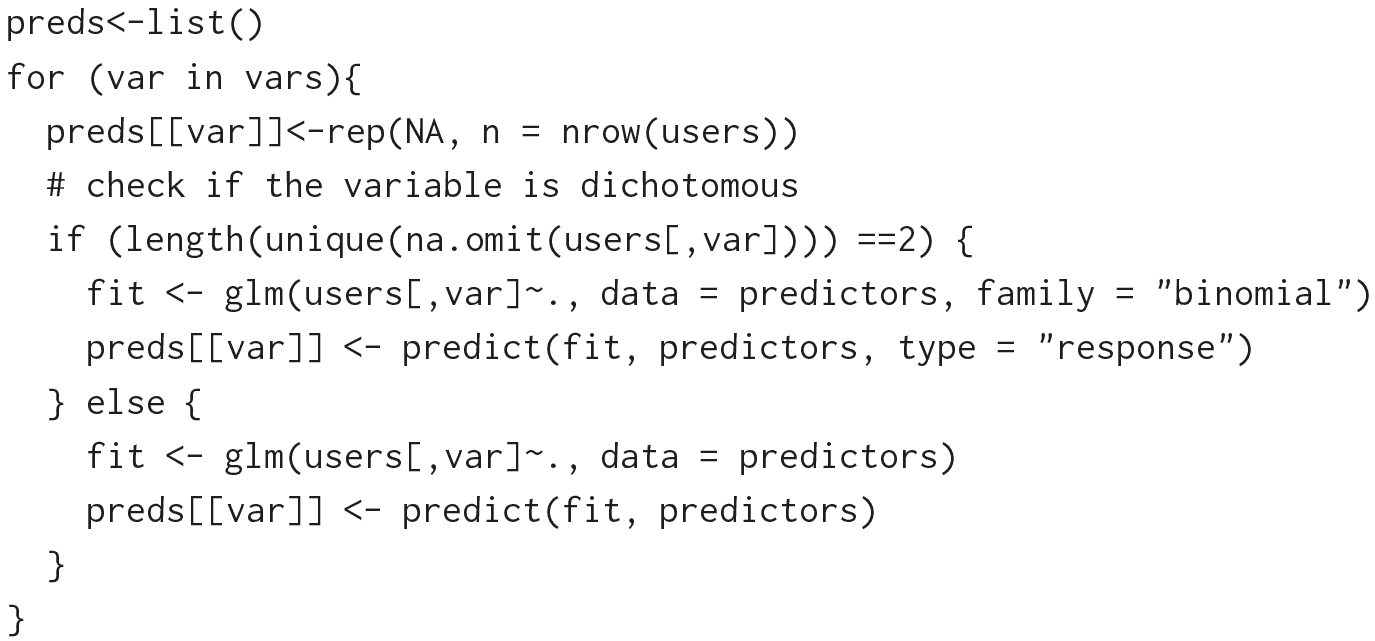 preds<-list()
for (var in vars){
  preds[[var]]<-rep(NA, n = nrow(users))
  # check if the variable is dichotomous
  if (length(unique(na.omit(users[,var]))) ==2) {
    fit <- glm(users[,var]~., data = predictors, family = "binomial")
    preds[[var]] <- predict(fit, predictors, type = "response")
  } else {
    fit <- glm(users[,var]~., data = predictors)
    preds[[var]] <- predict(fit, predictors)
  }
}